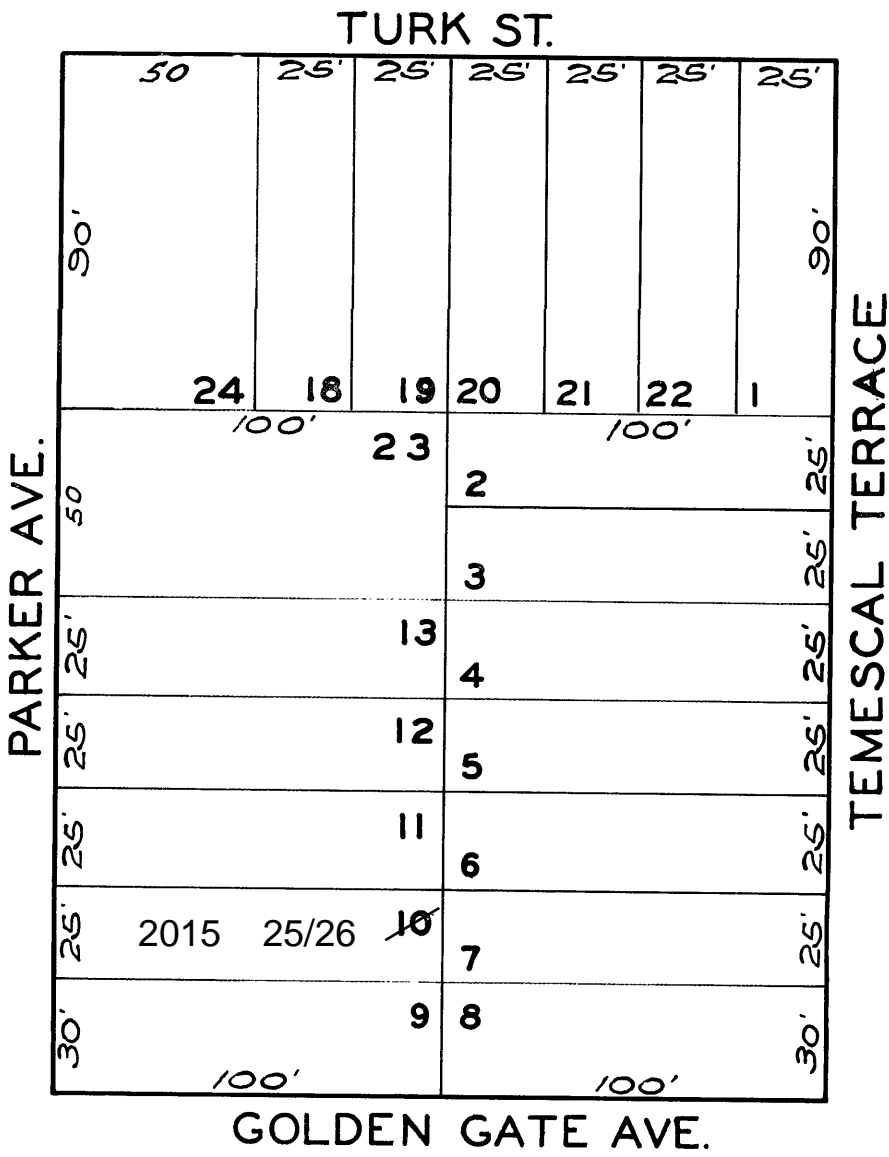 TURK ST.
50 25' 25' 25' 25' 25' 25'
90' 90'
24 18 19 20 21 22 1
100' 100'
23
2 25'
50
3 25'
13
25' 4 25'
12
25' 5 25'
11
25' 6 25'
25' 2015 25/26 10
7 25'
30' 9 8 30'
100' 100'
PARKER AVE.
TEMESCAL TERRACE
GOLDEN GATE AVE.